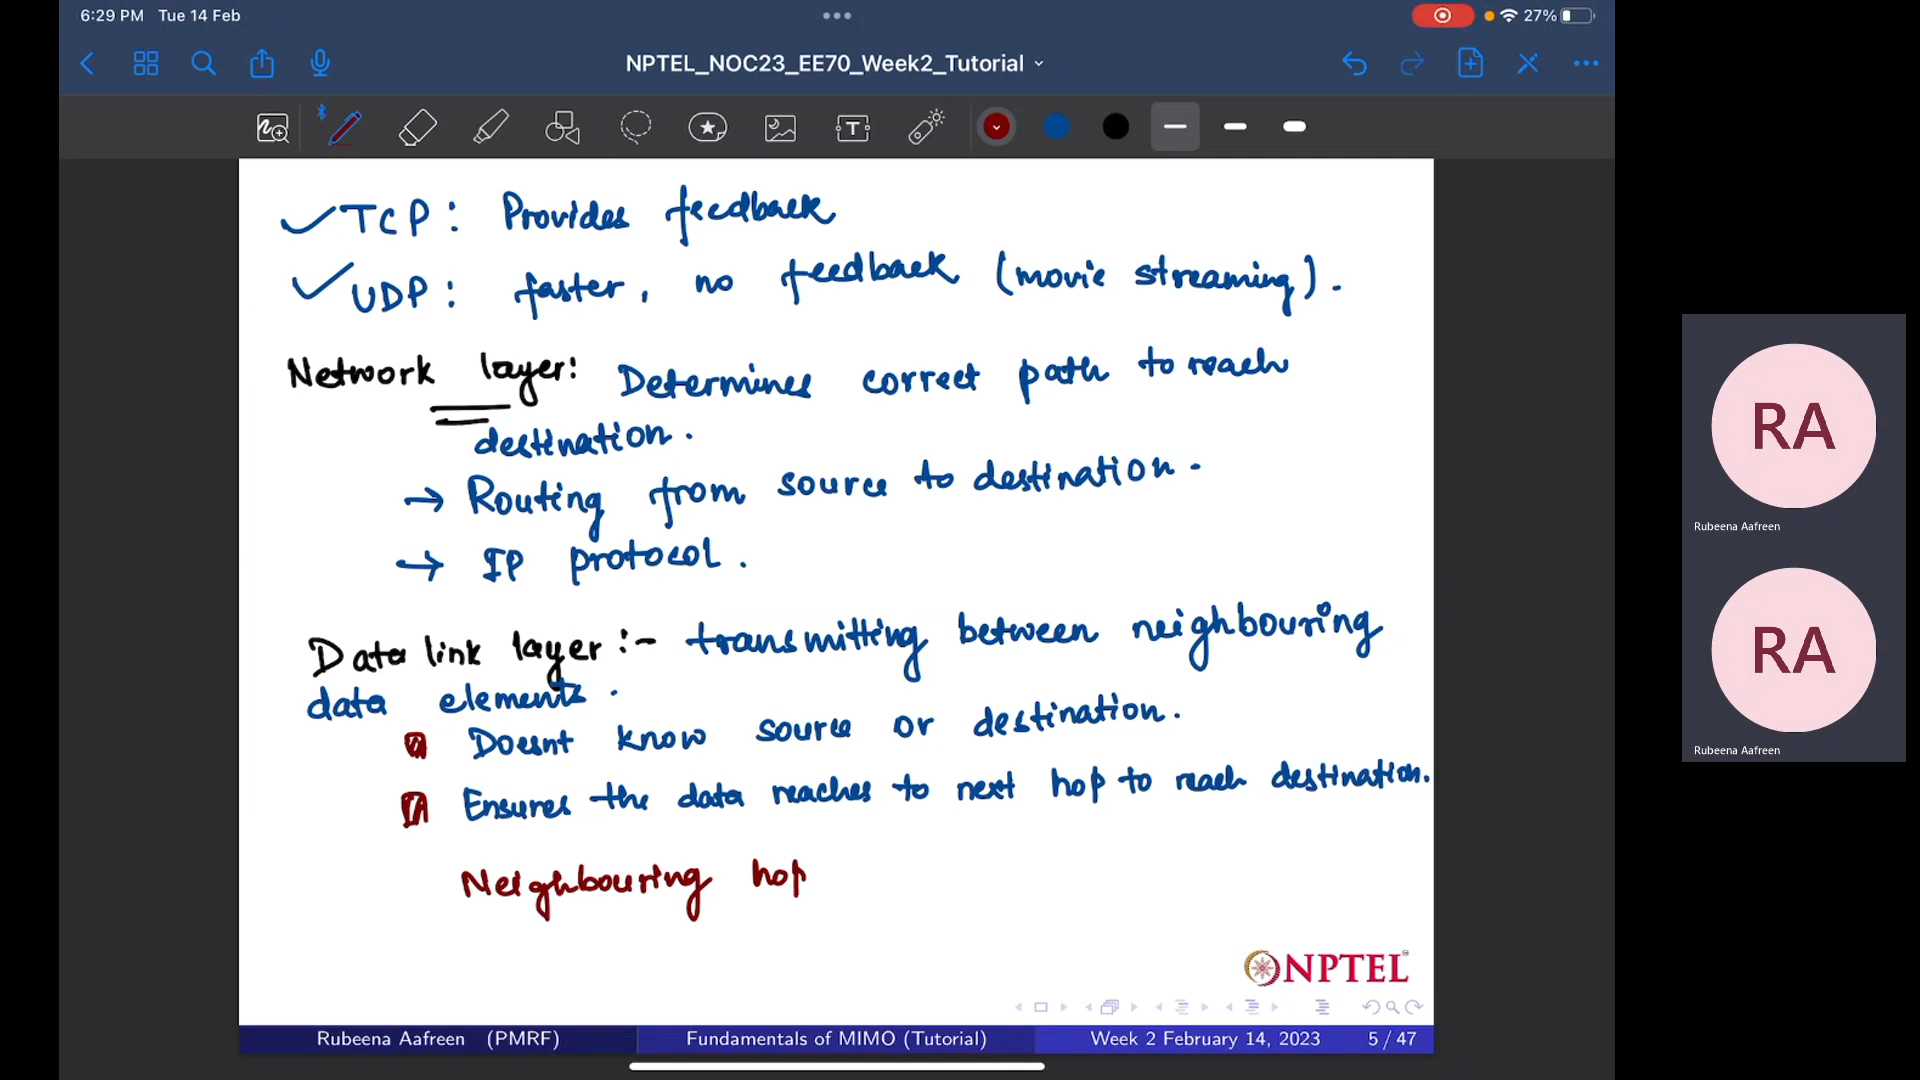 6:29 PM Tue 14 Feb
27%
NPTEL_NOC23_EE70_Week2_Tutorial
✓ TCP : Provides feedback
✓ UDP : faster, no feedback (movie streaming).
Network layer: Determines correct path to reach
destination.
→ Routing from source to destination.
→ IP protocol.
Data link layer :- transmitting between neighbouring
data elements.
Doesnt know source or destination.
Ensures the data reaches to next hop to reach destination.
Neighbouring hop
NPTEL
Rubeena Aafreen (PMRF) Fundamentals of MIMO (Tutorial) Week 2 February 14, 2023 5 / 47
RA
Rubeena Aafreen
RA
Rubeena Aafreen